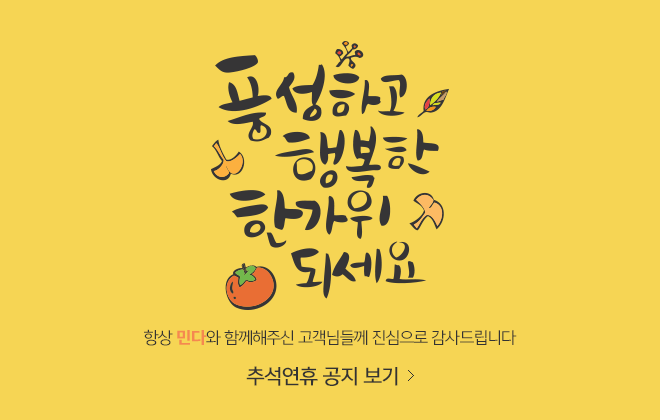 풍성하고
행복한
한가위
되세요
항상 민다와 함께해주신 고객님들께 진심으로 감사드립니다
추석연휴 공지 보기 >